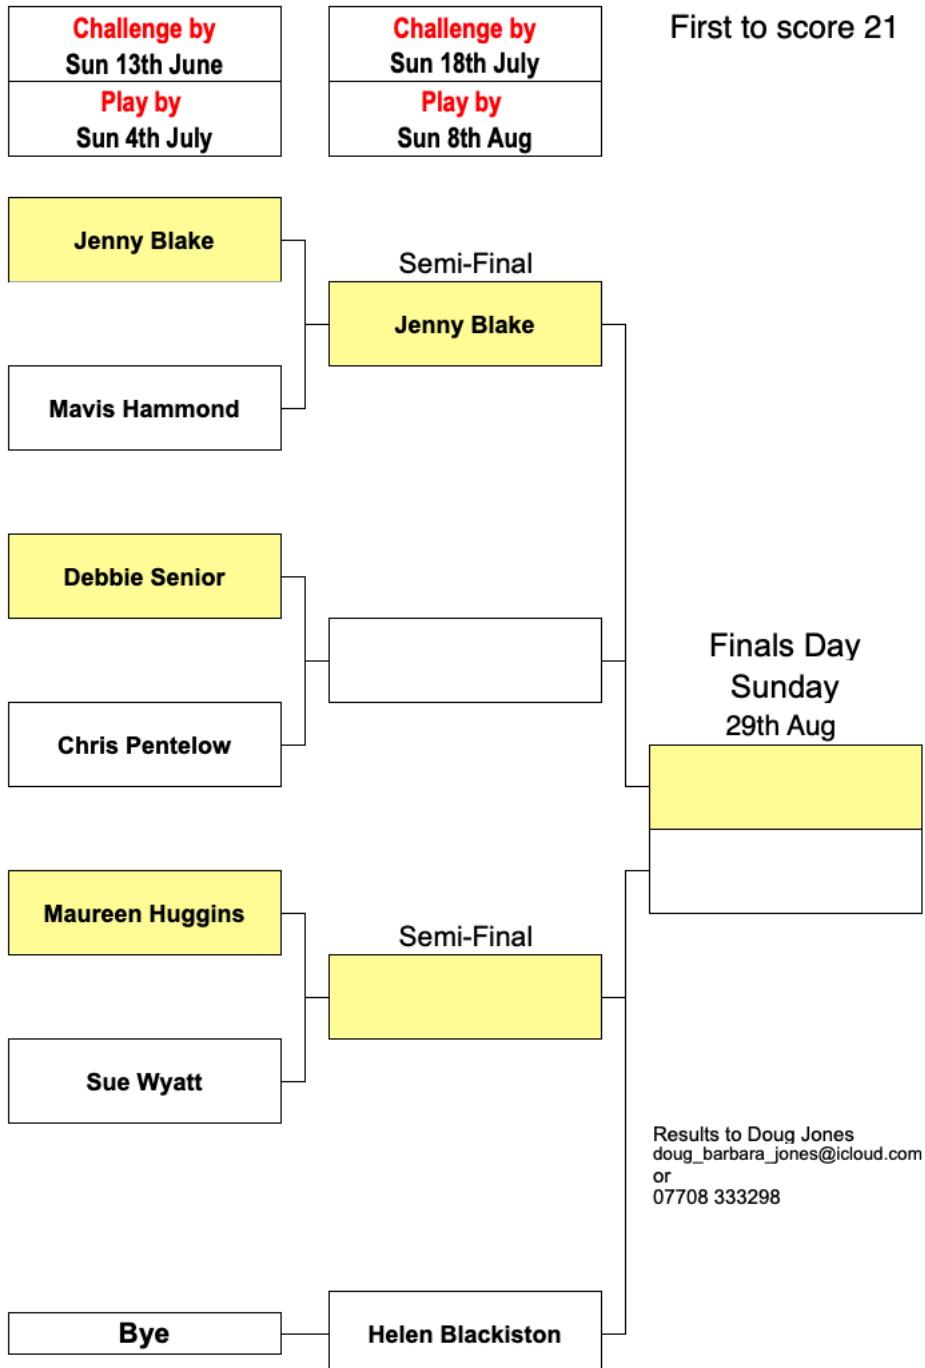 Challenge by
Sun 13th June
Play by
Sun 4th July
Challenge by
Sun 18th July
Play by
Sun 8th Aug
First to score 21
Jenny Blake
Semi-Final
Jenny Blake
Mavis Hammond
Debbie Senior
Chris Pentelow
Finals Day
Sunday
29th Aug
Maureen Huggins
Semi-Final
Sue Wyatt
Results to Doug Jones
doug_barbara_jones@icloud.com
or
07708 333298
Bye
Helen Blackiston